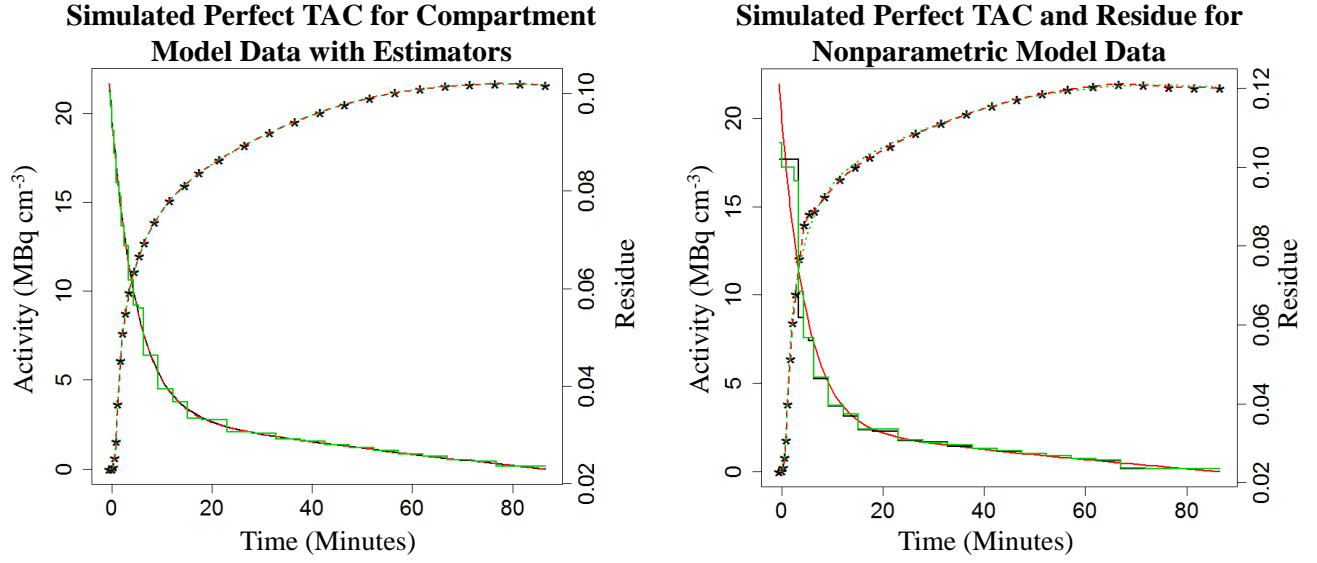 Simulated Perfect TAC for Compartment
Model Data with Estimators
Activity (MBq cm⁻³)
20
15
10
5
0
0.10
0.08
0.06
0.04
0.02
Residue
0 20 40 60 80
Time (Minutes)
Simulated Perfect TAC and Residue for
Nonparametric Model Data
Activity (MBq cm⁻³)
20
15
10
5
0
0.12
0.10
0.08
0.06
0.04
0.02
Residue
0 20 40 60 80
Time (Minutes)